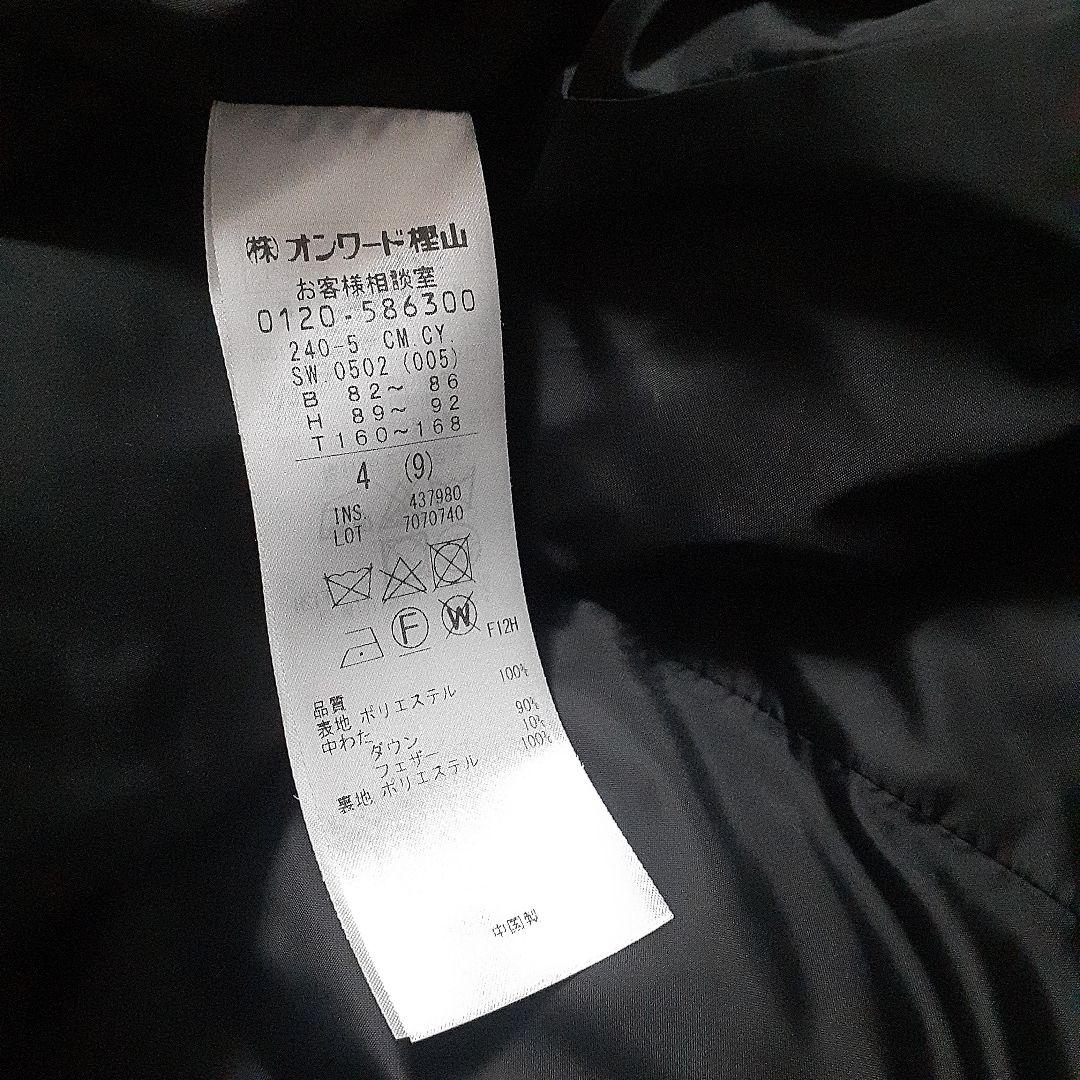 ㈱オンワード樫山
お客様相談室
0120-586300
240-5 CM.CY.
SW.0502 (005)
B 82～ 86
H 89～ 92
T 160～168
4 (9)
INS. 437980
LOT 7070740
F W F12H
品質
表地 ポリエステル 100%
中わた
ダウン 90%
フェザー 10%
裏地 ポリエステル 100%
中国製